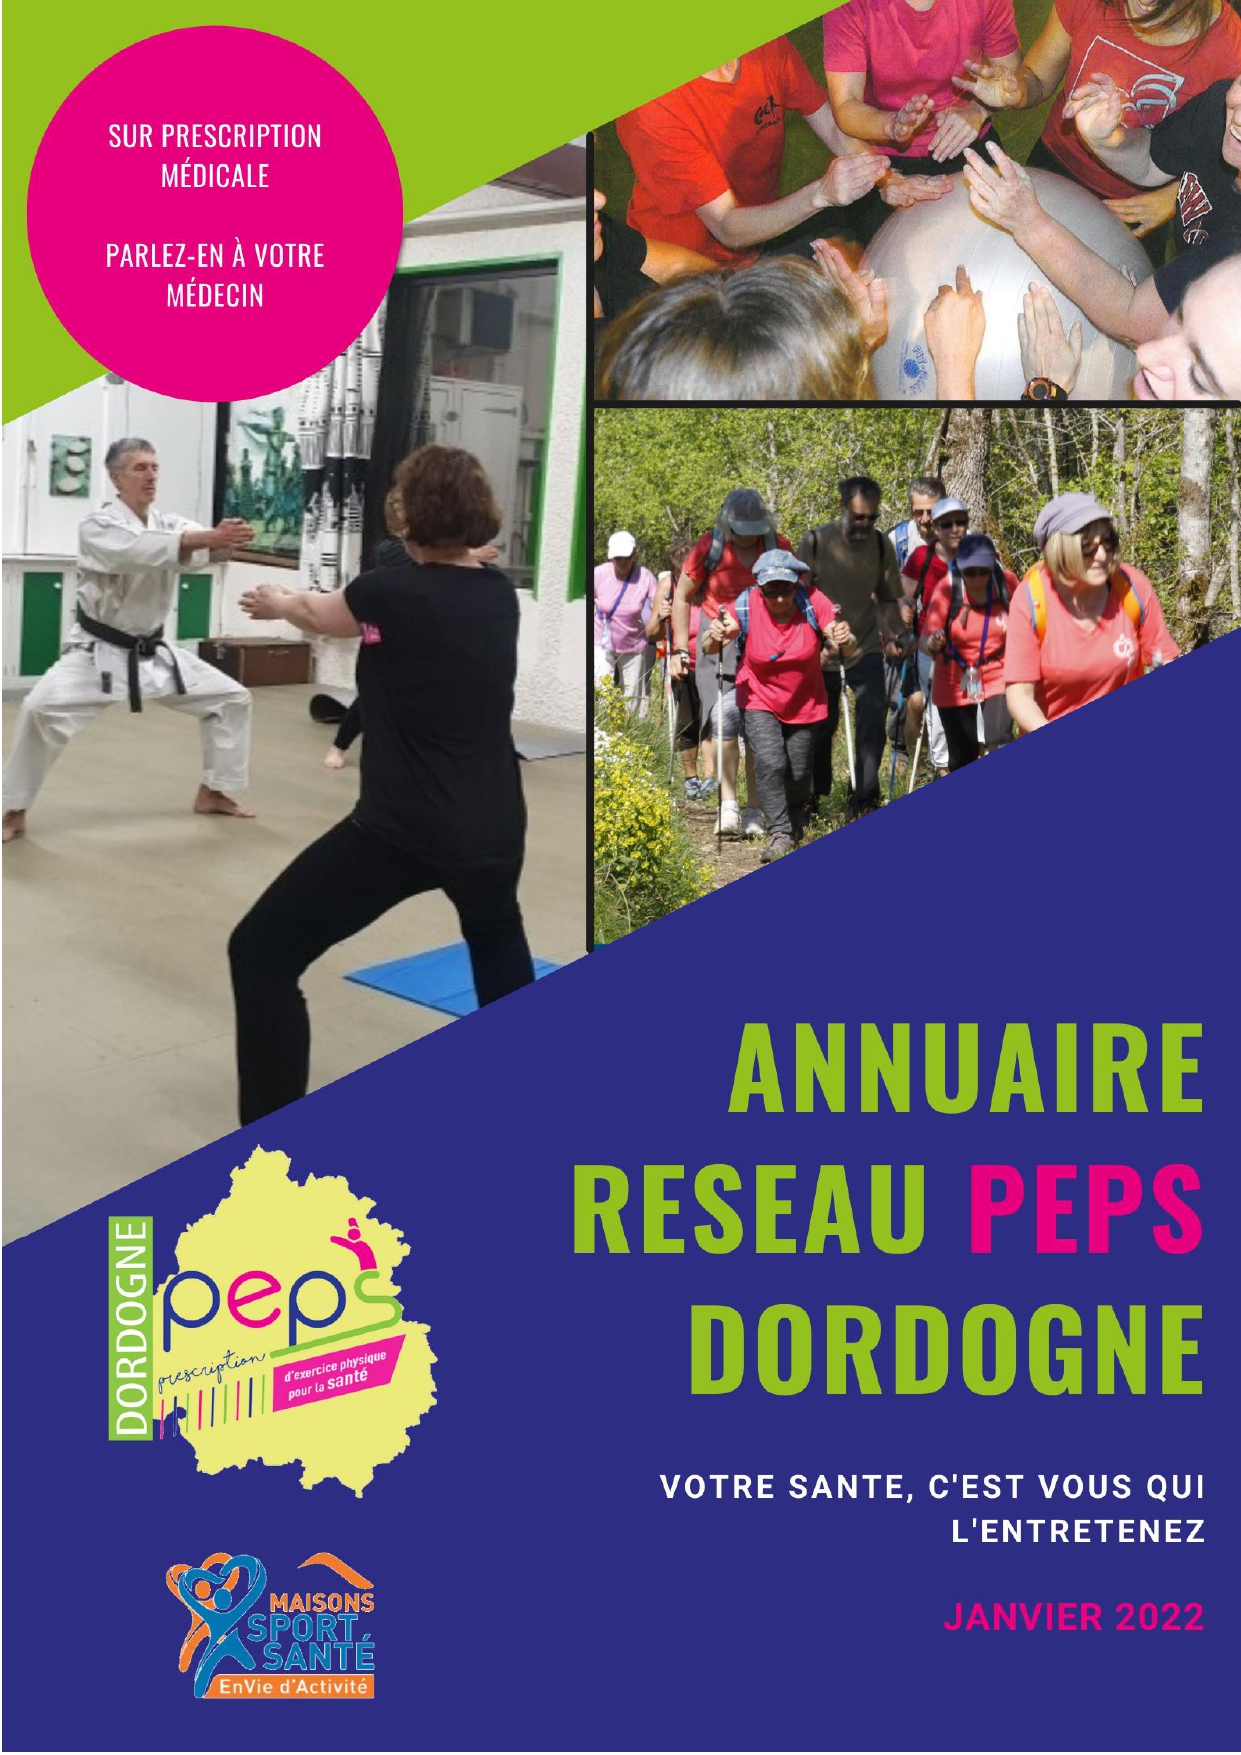 SUR PRESCRIPTION
MÉDICALE
PARLEZ-EN À VOTRE
MÉDECIN
ANNUAIRE
RESEAU PEPS
DORDOGNE
DORDOGNE
peps
prescription
d'exercice physique
pour la santé
VOTRE SANTE, C'EST VOUS QUI
L'ENTRETENEZ
JANVIER 2022
MAISONS
SPORT
SANTÉ
EnVie d'Activité